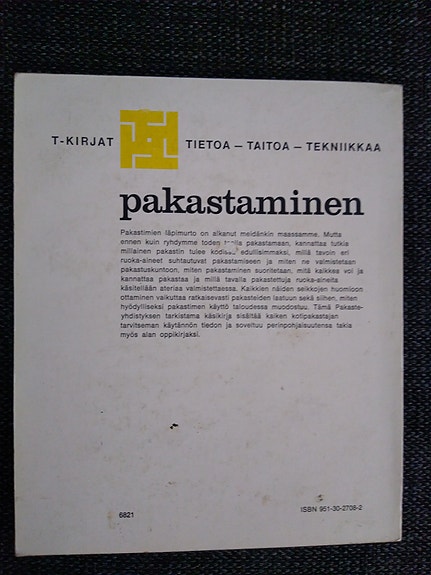 T-KIRJAT TIETOA – TAITOA – TEKNIIKKAA
pakastaminen
Pakastimien läpimurto on alkanut meidänkin maassamme. Mutta
ennen kuin ryhdymme toden pakastamaan, kannattaa tutkia
millainen pakastin tulee edullisimmaksi, millä tavoin eri
ruoka-aineet suhtautuvat pakastamiseen ja miten ne valmistetaan
pakastuskuntoon, miten pakastaminen suoritetaan, mitä kaikkea voi ja
kannattaa pakastaa ja millä tavalla pakastettuja ruoka-aineita
käsitellään ateriaa valmistettaessa. Kaikkien näiden seikkojen huomioon
ottaminen vaikuttaa ratkaisevasti pakasteiden laatuun sekä siihen, miten
hyödylliseksi pakastimen käyttö taloudessa muodostuu. Tämä Pakaste-
yhdistyksen tarkistama käsikirja sisältää kaiken kotipakastajan
tarvitseman käytännön tiedon ja soveltuu perinpohjaisuutensa takia
myös alan oppikirjaksi.
6821 ISBN 951-30-2708-2